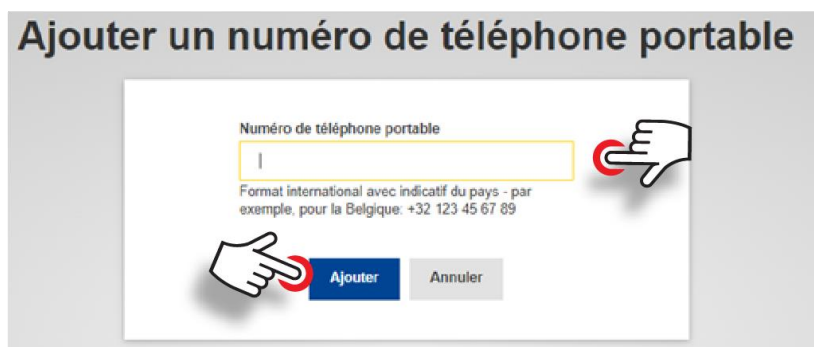 Ajouter un numéro de téléphone portable
Numéro de téléphone portable
Format international avec indicatif du pays - par
exemple, pour la Belgique: +32 123 45 67 89
Ajouter Annuler